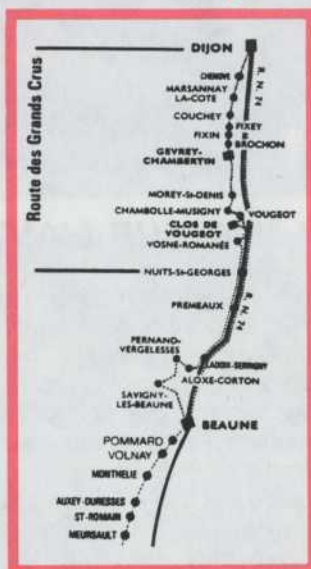 Route des Grands Crus
DIJON
R. N. 74
CHENOVE
MARSANNAY
LA-COTE
COUCHEY
FIXEY
FIXIN
BROCHON
GEVREY-
CHAMBERTIN
MOREY-St-DENIS
CHAMBOLLE-MUSIGNY
VOUGEOT
CLOS DE
VOUGEOT
VOSNE-ROMANÉE
NUITS-St-GEORGES
R. N. 74
PREMEAUX
PERNAND-
VERGELESSES
LADOIX-SERRIGNY
ALOXE-CORTON
SAVIGNY-
LES-BEAUNE
BEAUNE
POMMARD
VOLNAY
MONTHELIE
AUXEY-DURESSES
ST-ROMAIN
MEURSAULT